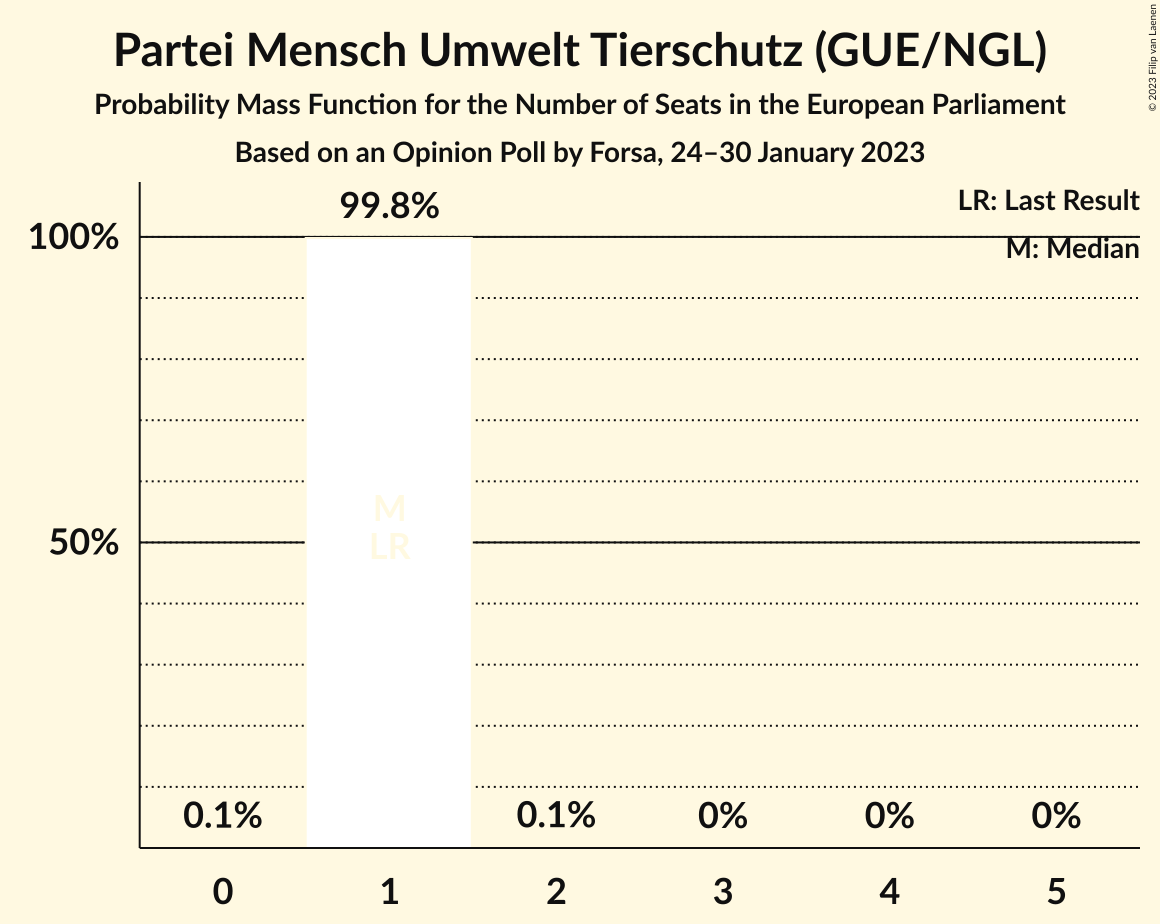 Partei Mensch Umwelt Tierschutz (GUE/NGL)
Probability Mass Function for the Number of Seats in the European Parliament
Based on an Opinion Poll by Forsa, 24–30 January 2023
© 2023 Filip van Laenen
99.8%
LR: Last Result
100%
M: Median
M
LR
50%
0.1% 0.1% 0% 0% 0%
0 1 2 3 4 5